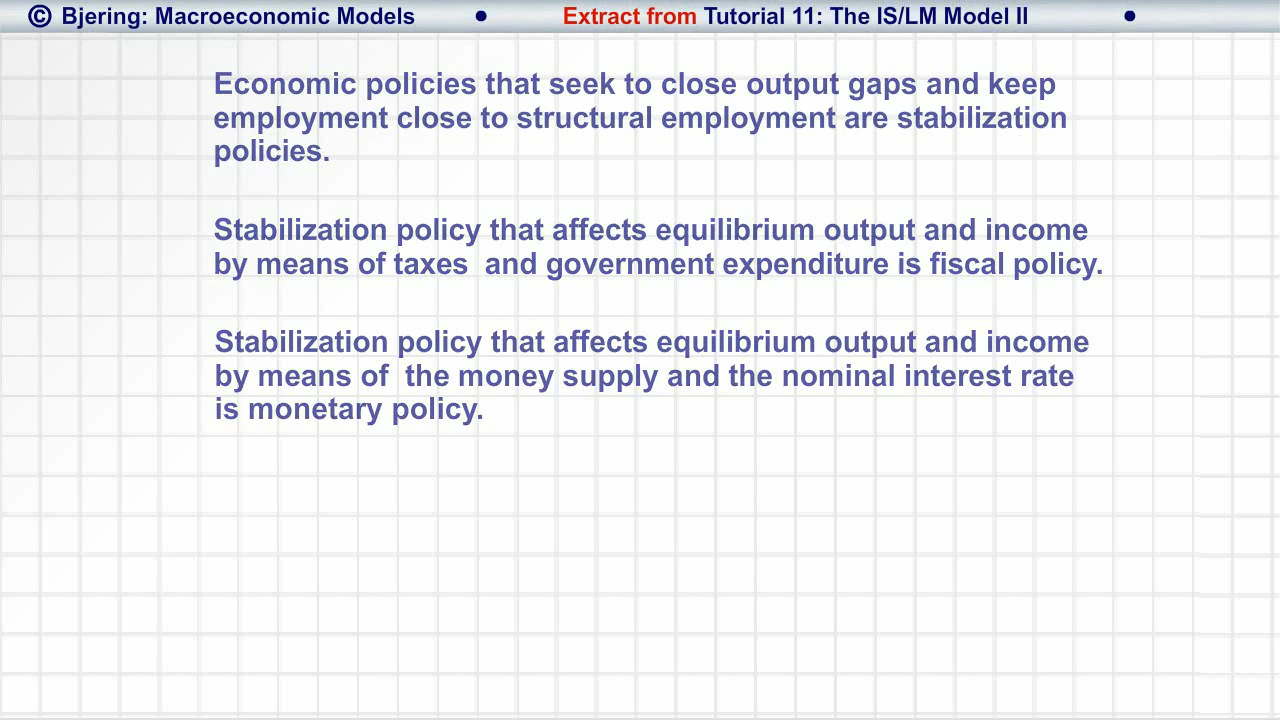 © Bjering: Macroeconomic Models • Extract from Tutorial 11: The IS/LM Model II •
Economic policies that seek to close output gaps and keep
employment close to structural employment are stabilization
policies.
Stabilization policy that affects equilibrium output and income
by means of taxes  and government expenditure is fiscal policy.
Stabilization policy that affects equilibrium output and income
by means of  the money supply and the nominal interest rate
is monetary policy.